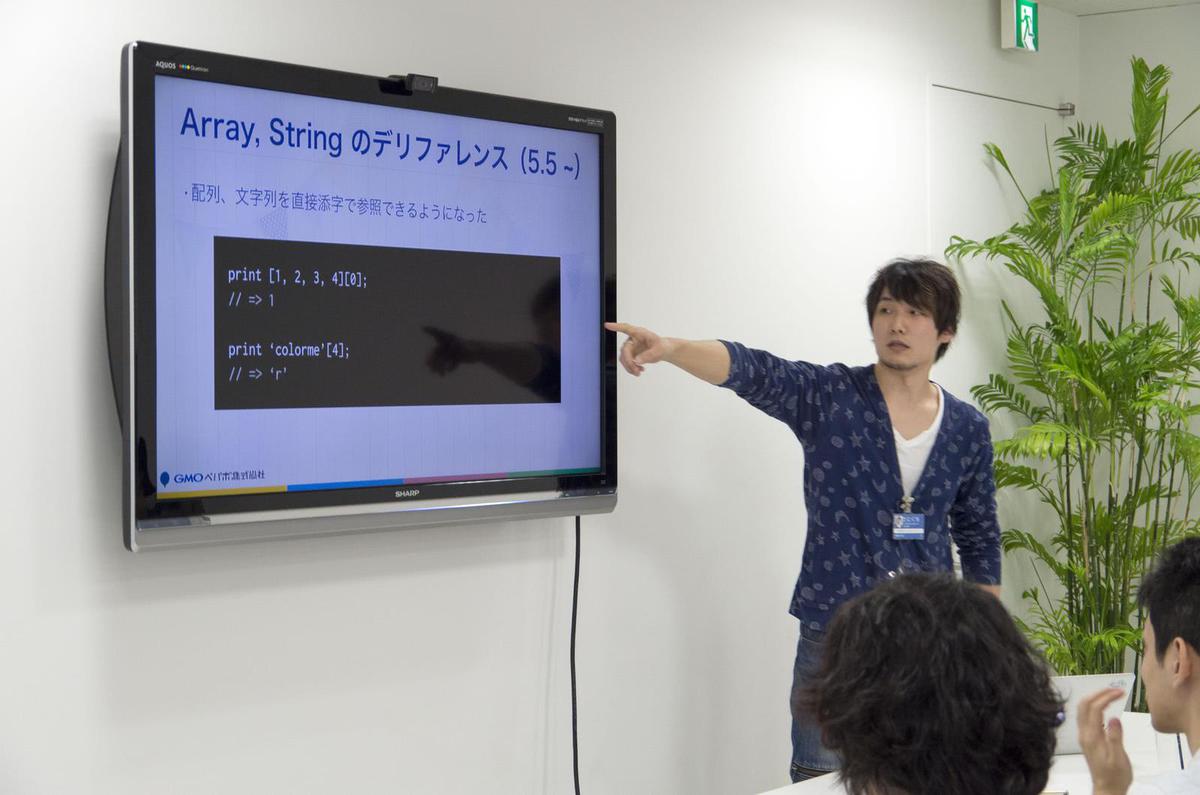 AQUOS Quattron
Array, String のデリファレンス (5.5 ~)
・配列、文字列を直接添字で参照できるようになった
print [1, 2, 3, 4][0];
// => 1
print ‘colorme’[4];
// => ‘r’
GMOペパボ株式会社
SHARP